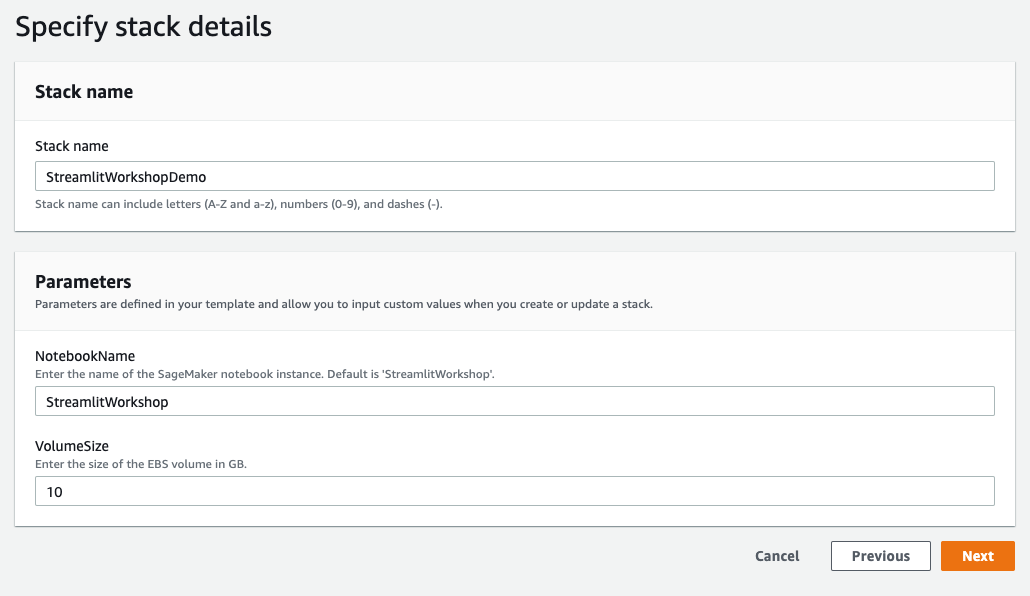 Specify stack details
Stack name
Stack name
StreamlitWorkshopDemo
Stack name can include letters (A-Z and a-z), numbers (0-9), and dashes (-).
Parameters
Parameters are defined in your template and allow you to input custom values when you create or update a stack.
NotebookName
Enter the name of the SageMaker notebook instance. Default is 'StreamlitWorkshop'.
StreamlitWorkshop
VolumeSize
Enter the size of the EBS volume in GB.
10
Cancel Previous Next